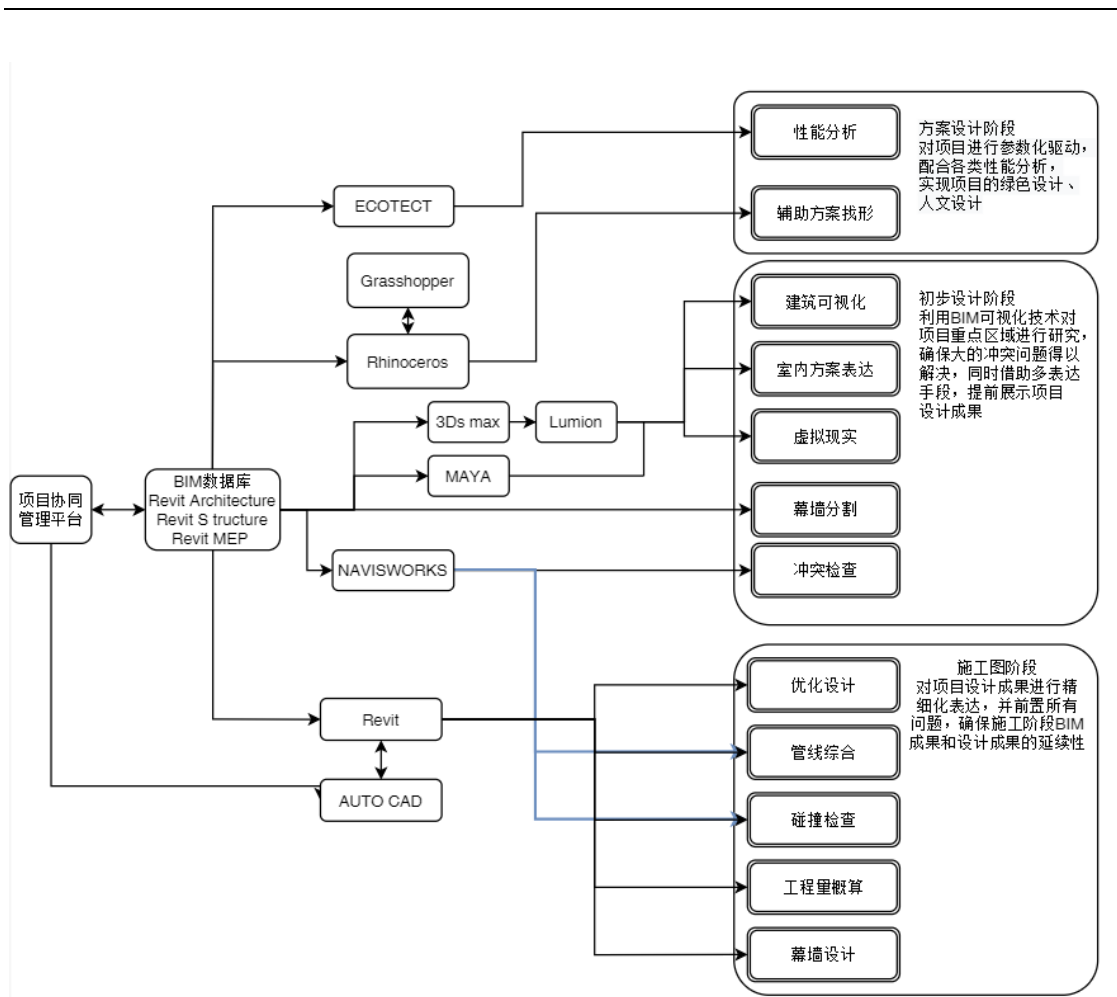 性能分析
方案设计阶段
对项目进行参数化驱动，
配合各类性能分析，
实现项目的绿色设计、
人文设计
ECOTECT
辅助方案找形
Grasshopper
Rhinoceros
建筑可视化
初步设计阶段
利用BIM可视化技术对
项目重点区域进行研究，
确保大的冲突问题得以
解决，同时借助多表达
手段，提前展示项目
设计成果
室内方案表达
3Ds max
Lumion
虚拟现实
MAYA
项目协同
管理平台
BIM数据库
Revit Architecture
Revit S tructure
Revit MEP
幕墙分割
NAVISWORKS
冲突检查
优化设计
施工图阶段
对项目设计成果进行精
细化表达，并前置所有
问题，确保施工阶段BIM
成果和设计成果的延续性
Revit
管线综合
AUTO CAD
碰撞检查
工程量概算
幕墙设计